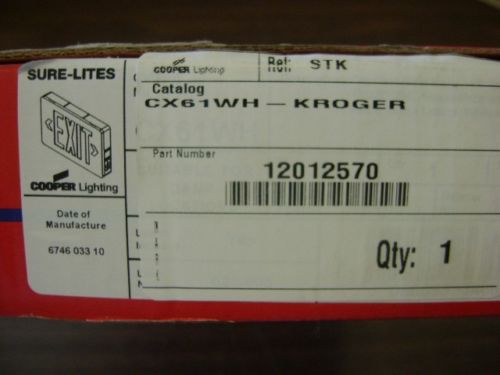 SURE-LITES
EXIT
COOPER Lighting
Date of
Manufacture
6746 033 10
COOPER Lighting
Ref: STK
Catalog
CX61WH - KROGER
CX61WH
Part Number
12012570
Qty: 1